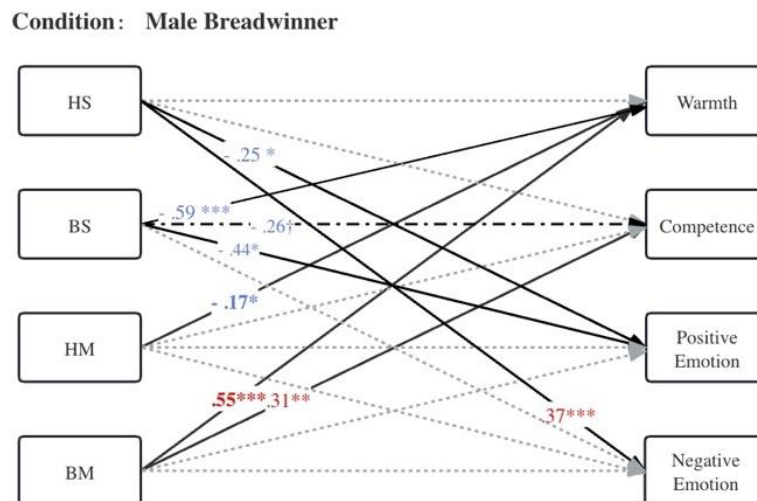 Condition: Male Breadwinner
HS
Warmth
- .25 *
BS
- .59 ***
- .26†
- .44*
Competence
- .17*
HM
Positive
Emotion
.55***
.31**
.37***
BM
Negative
Emotion